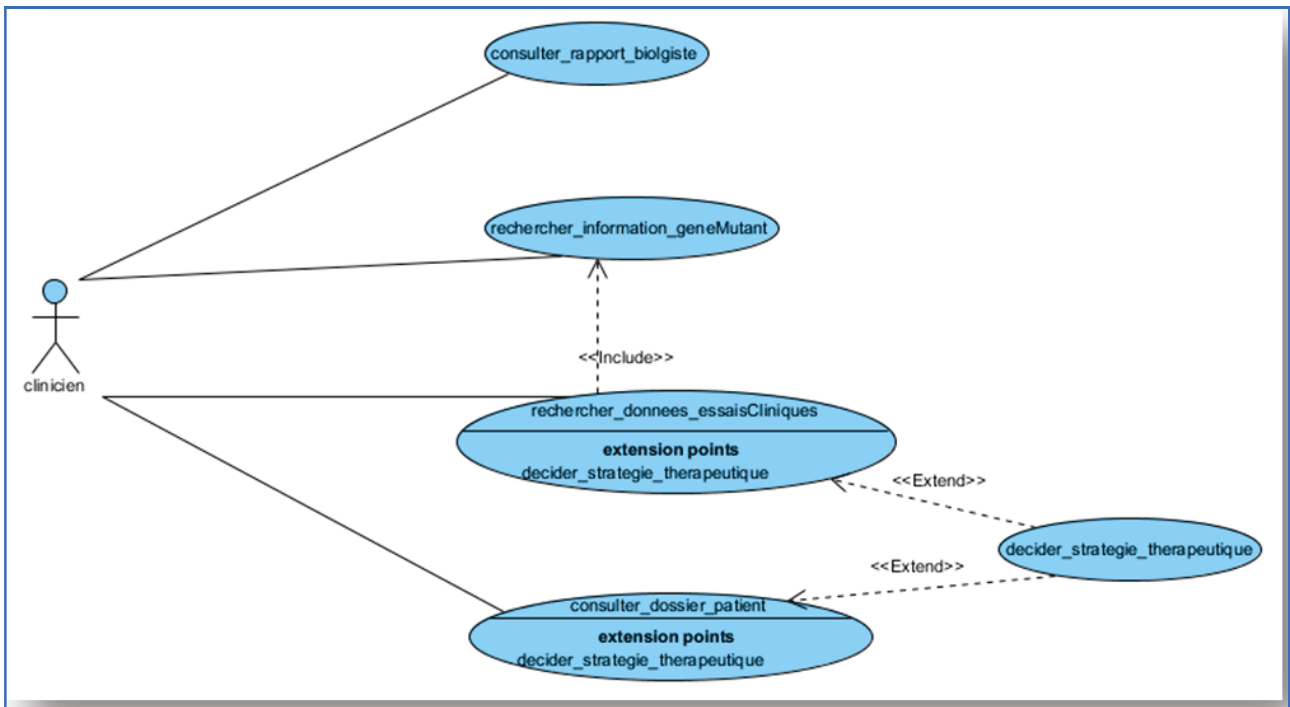 consulter_rapport_biolgiste
rechercher_information_geneMutant
clinicien
<<Include>>
rechercher_donnees_essaisCliniques
extension points
decider_strategie_therapeutique
<<Extend>>
decider_strategie_therapeutique
<<Extend>>
consulter_dossier_patient
extension points
decider_strategie_therapeutique